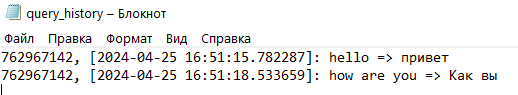 query_history – Блокнот
Файл Правка Формат Вид Справка
762967142, [2024-04-25 16:51:15.782287]: hello => привет
762967142, [2024-04-25 16:51:18.533659]: how are you => Как вы